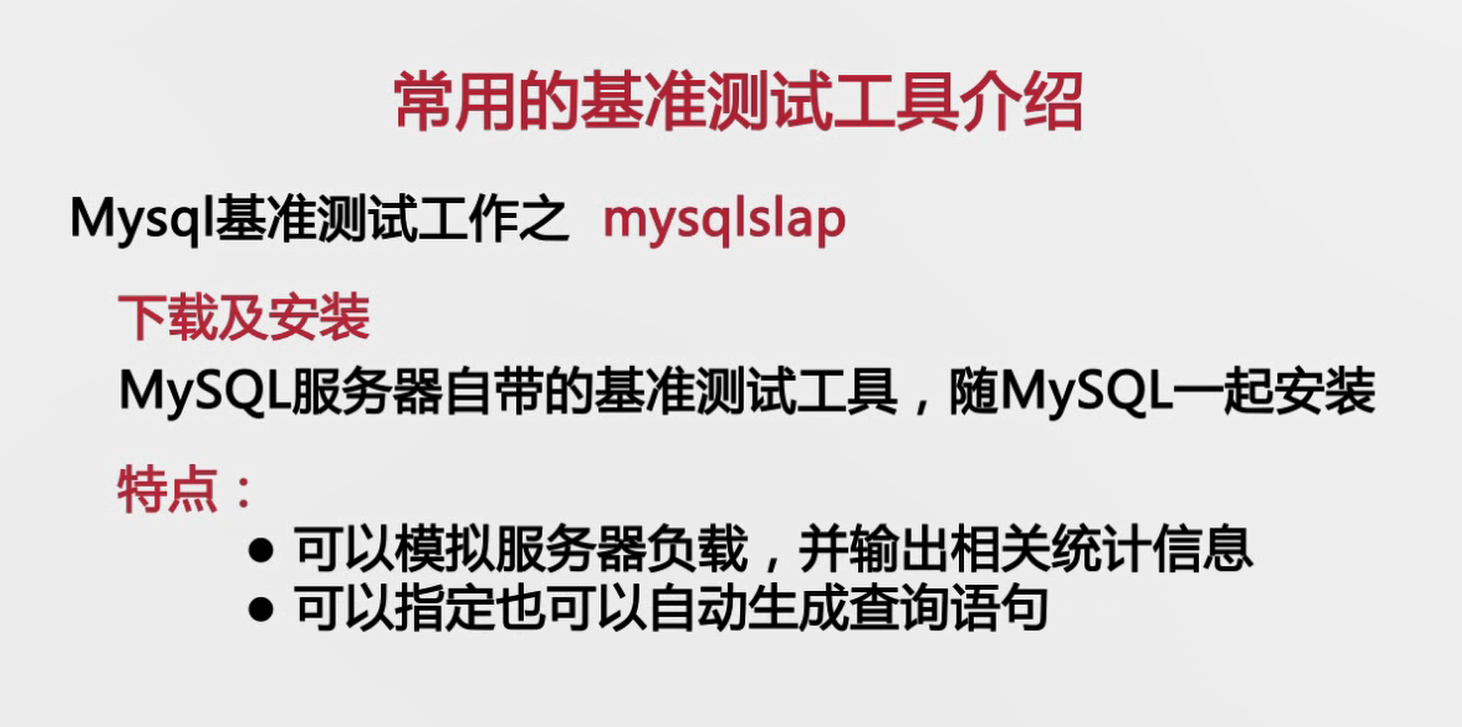 常用的基准测试工具介绍
Mysql基准测试工作之 mysqlslap
下载及安装
MySQL服务器自带的基准测试工具，随MySQL一起安装
特点：
● 可以模拟服务器负载，并输出相关统计信息
● 可以指定也可以自动生成查询语句